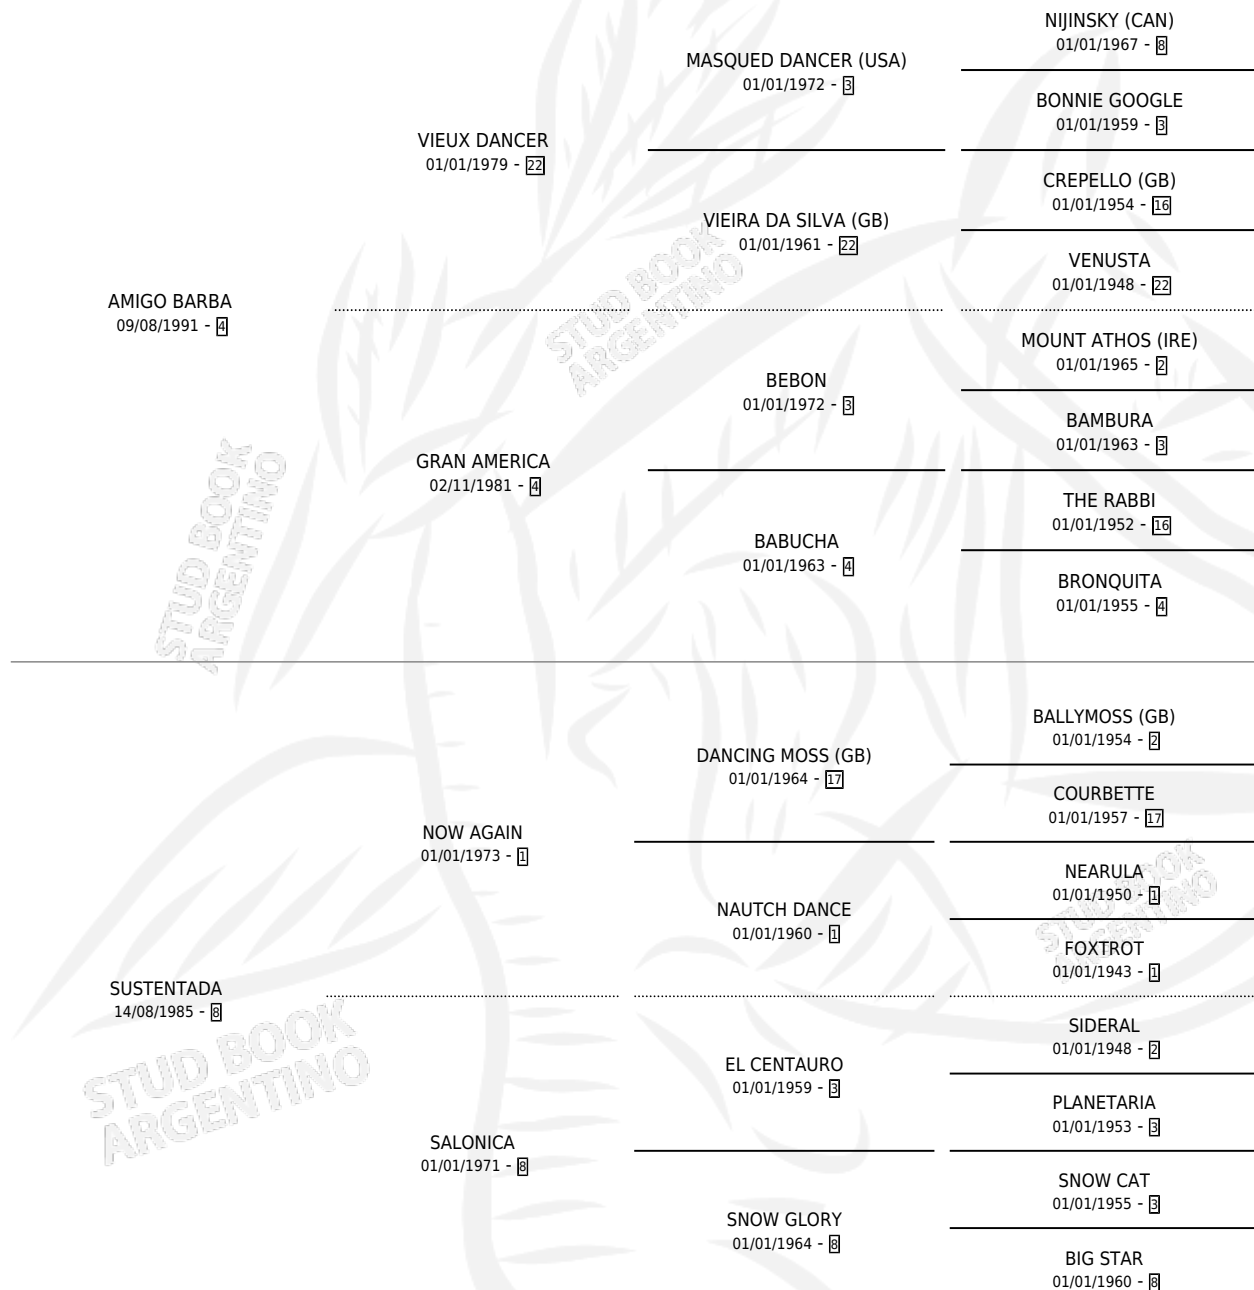 NIJINSKY (CAN)
01/01/1967 - 8
MASQUED DANCER (USA)
01/01/1972 - 3
BONNIE GOOGLE
01/01/1959 - 3
VIEUX DANCER
01/01/1979 - 22
CREPELLO (GB)
01/01/1954 - 16
VIEIRA DA SILVA (GB)
01/01/1961 - 22
VENUSTA
01/01/1948 - 22
AMIGO BARBA
09/08/1991 - 4
STUD BOOK
ARGENTINO
MOUNT ATHOS (IRE)
01/01/1965 - 2
BEBON
01/01/1972 - 3
BAMBURA
01/01/1963 - 3
GRAN AMERICA
02/11/1981 - 4
THE RABBI
01/01/1952 - 16
BABUCHA
01/01/1963 - 4
BRONQUITA
01/01/1955 - 4
STUD BOOK
ARGENTINO
BALLYMOSS (GB)
01/01/1954 - 2
DANCING MOSS (GB)
01/01/1964 - 17
COURBETTE
01/01/1957 - 17
NOW AGAIN
01/01/1973 - 1
NEARULA
01/01/1950 - 1
STUD BOOK
ARGENTINO
NAUTCH DANCE
01/01/1960 - 1
FOXTROT
01/01/1943 - 1
SUSTENTADA
14/08/1985 - 8
STUD BOOK
ARGENTINO
SIDERAL
01/01/1948 - 2
EL CENTAURO
01/01/1959 - 3
PLANETARIA
01/01/1953 - 3
SALONICA
01/01/1971 - 8
SNOW CAT
01/01/1955 - 3
SNOW GLORY
01/01/1964 - 8
BIG STAR
01/01/1960 - 8